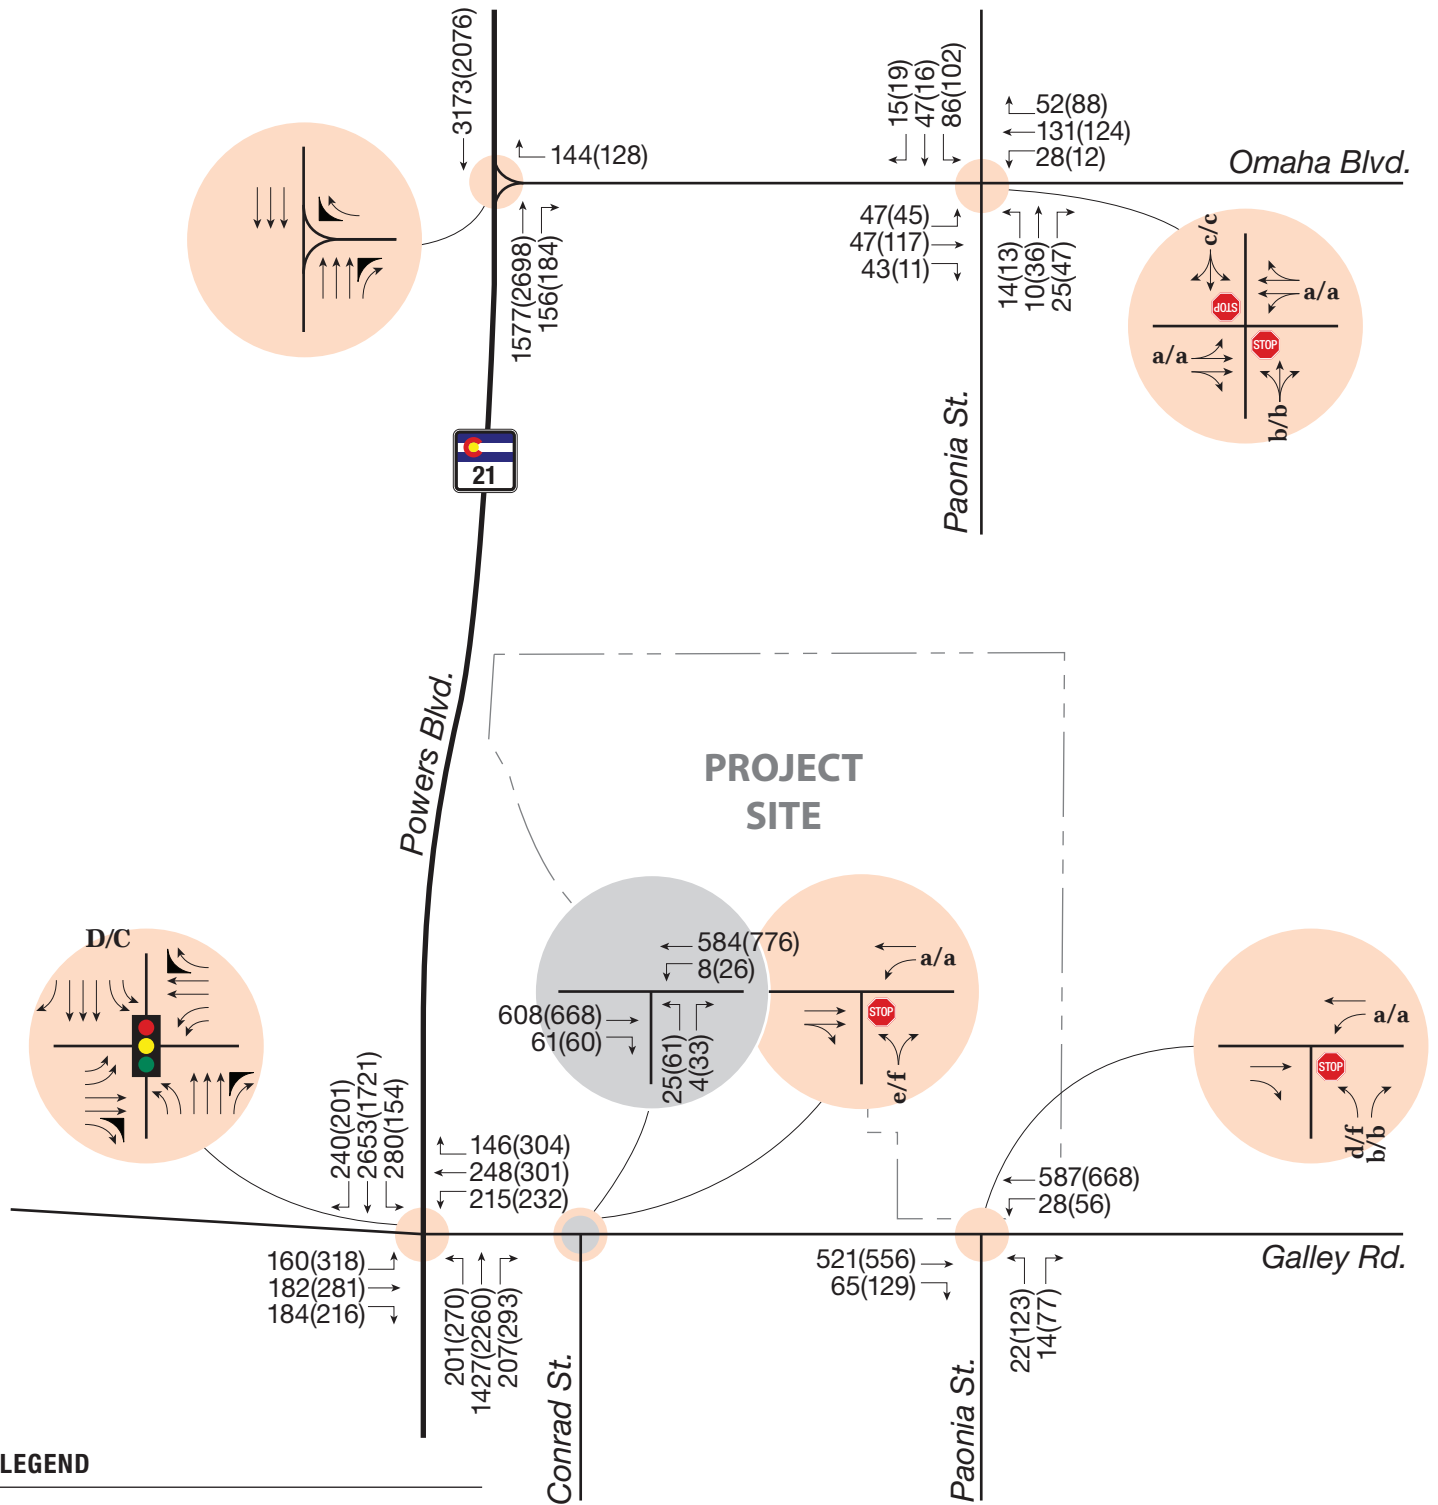 3173(2076)
144(128)
1577(2698)
156(184)
15(19)
47(16)
86(102)
52(88)
131(124)
28(12)
Omaha Blvd.
47(45)
47(117)
43(11)
14(13)
10(36)
25(47)
c/c
a/a
STOP
STOP
a/a
b/b
Paonia St.
21
Powers Blvd.
PROJECT
SITE
D/C
584(776)
8(26)
608(668)
61(60)
25(61)
4(33)
a/a
STOP
e/f
a/a
STOP
d/f
b/b
240(201)
2653(1721)
280(154)
146(304)
248(301)
215(232)
160(318)
182(281)
184(216)
201(270)
1427(2260)
207(293)
587(668)
28(56)
521(556)
65(129)
22(123)
14(77)
Galley Rd.
Conrad St.
Paonia St.
LEGEND